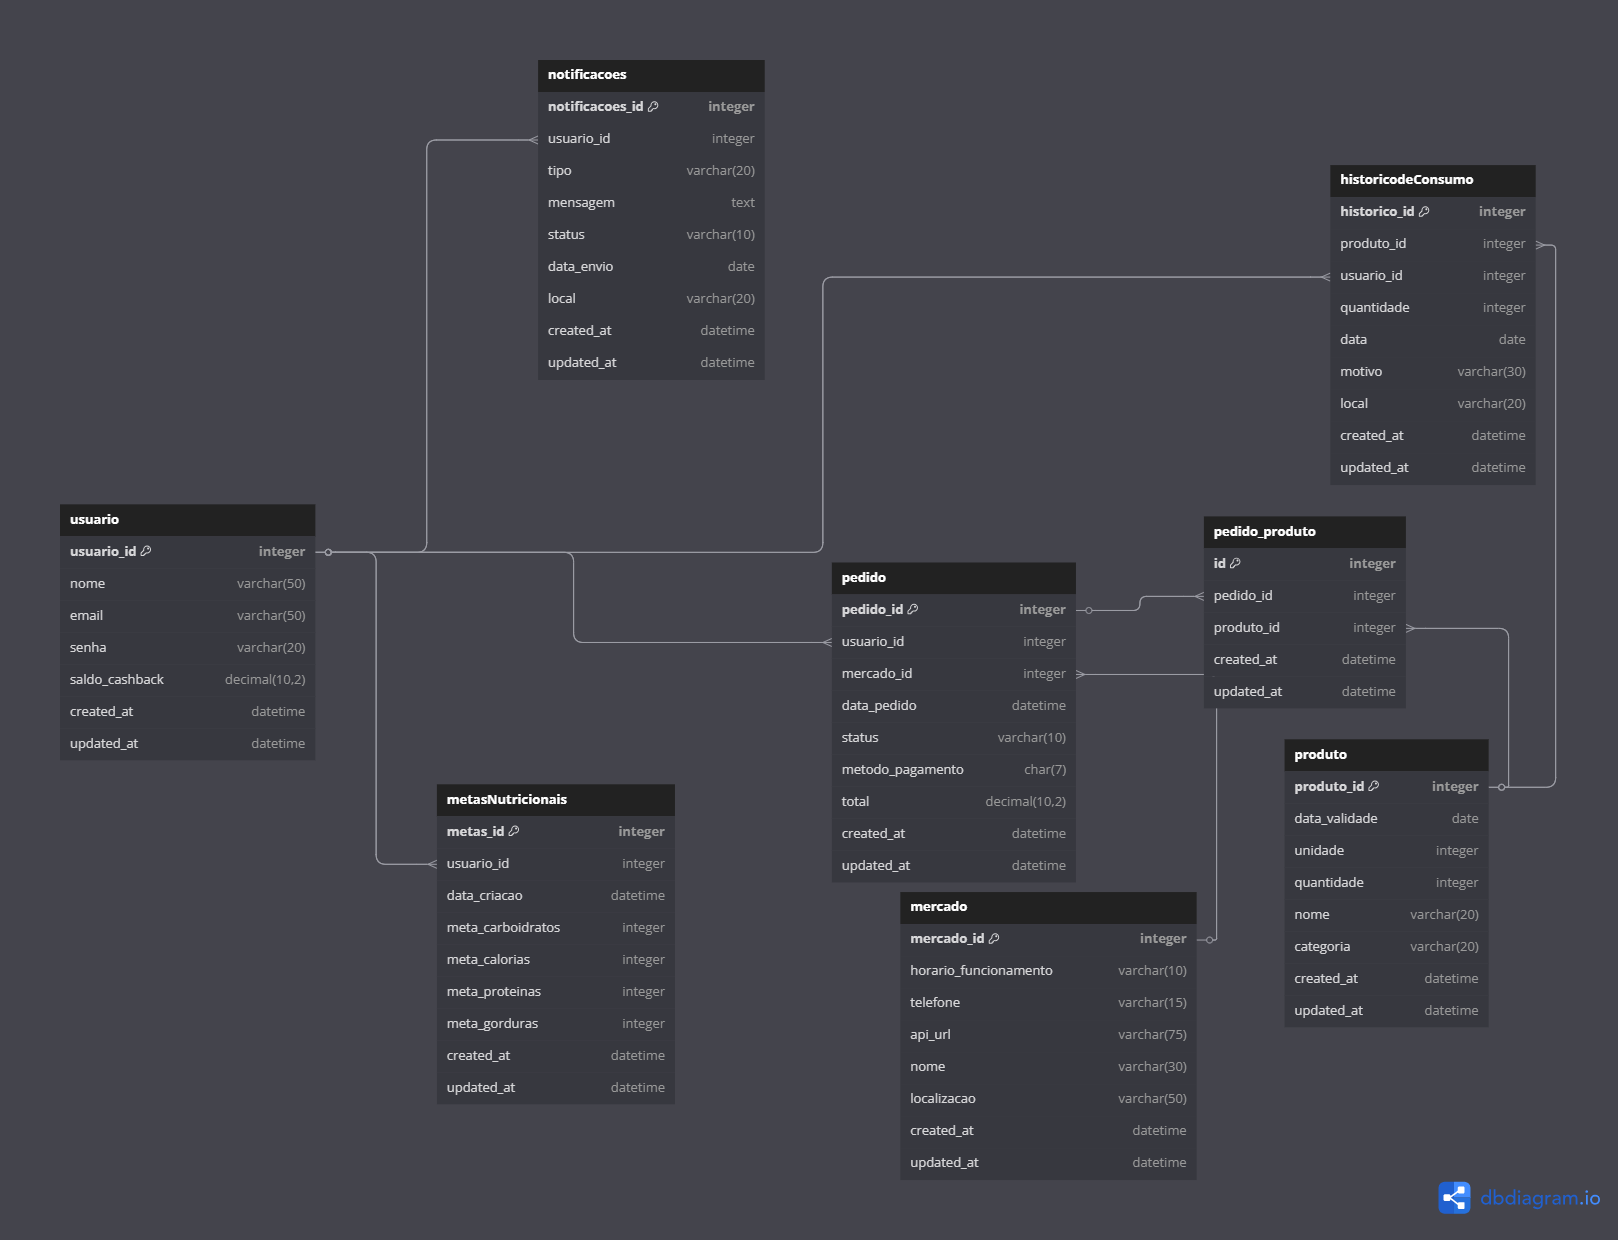 notificacoes
notificacoes_id integer
usuario_id integer
tipo varchar(20)
mensagem text
status varchar(10)
data_envio date
local varchar(20)
created_at datetime
updated_at datetime
historicodeConsumo
historico_id integer
produto_id integer
usuario_id integer
quantidade integer
data date
motivo varchar(30)
local varchar(20)
created_at datetime
updated_at datetime
usuario
usuario_id integer
nome varchar(50)
email varchar(50)
senha varchar(20)
saldo_cashback decimal(10,2)
created_at datetime
updated_at datetime
pedido_produto
id integer
pedido_id integer
produto_id integer
created_at datetime
updated_at datetime
pedido
pedido_id integer
usuario_id integer
mercado_id integer
data_pedido datetime
status varchar(10)
metodo_pagamento char(7)
total decimal(10,2)
created_at datetime
updated_at datetime
produto
produto_id integer
data_validade date
unidade integer
quantidade integer
nome varchar(20)
categoria varchar(20)
created_at datetime
updated_at datetime
metasNutricionais
metas_id integer
usuario_id integer
data_criacao datetime
meta_carboidratos integer
meta_calorias integer
meta_proteinas integer
meta_gorduras integer
created_at datetime
updated_at datetime
mercado
mercado_id integer
horario_funcionamento varchar(10)
telefone varchar(15)
api_url varchar(75)
nome varchar(30)
localizacao varchar(50)
created_at datetime
updated_at datetime
dbdiagram.io